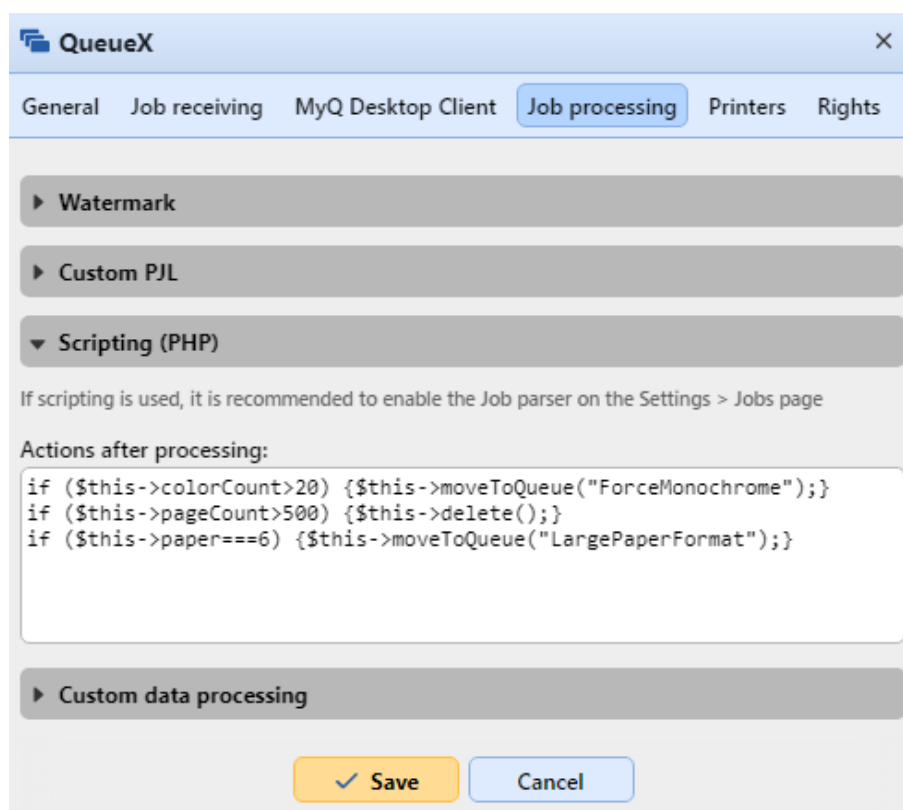 QueueX
General Job receiving MyQ Desktop Client Job processing Printers Rights
Watermark
Custom PJL
Scripting (PHP)
If scripting is used, it is recommended to enable the Job parser on the Settings > Jobs page
Actions after processing:
if ($this->colorCount>20) {$this->moveToQueue("ForceMonochrome");}
if ($this->pageCount>500) {$this->delete();}
if ($this->paper===6) {$this->moveToQueue("LargePaperFormat");}
Custom data processing
Save Cancel